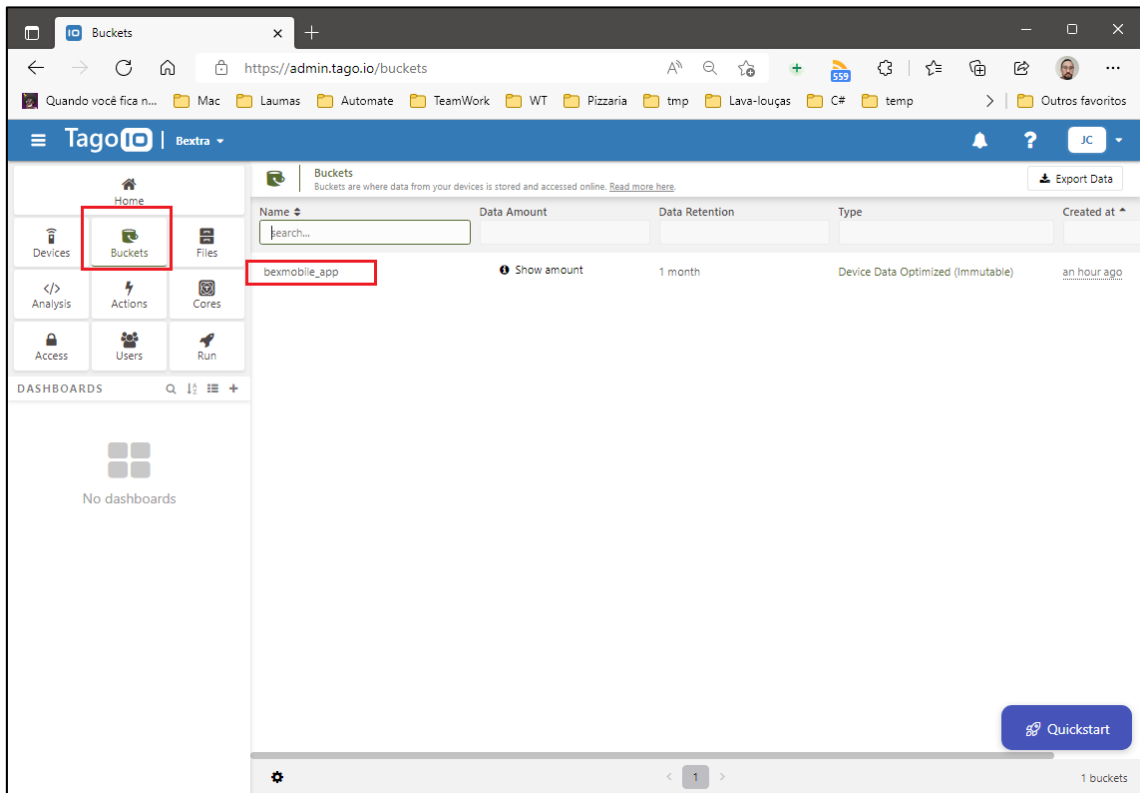 Buckets
https://admin.tago.io/buckets
559
Quando você fica n... Mac Laumas Automate TeamWork WT Pizzaria tmp Lava-louças C# temp Outros favoritos
Tago IO | Bextra
? JC
Home
Devices Buckets Files
</> Analysis Actions Cores
Access Users Run
DASHBOARDS
No dashboards
Buckets
Buckets are where data from your devices is stored and accessed online. Read more here.
Export Data
Name Data Amount Data Retention Type Created at
search...
bexmobile_app Show amount 1 month Device Data Optimized (Immutable) an hour ago
Quickstart
< 1 >
1 buckets